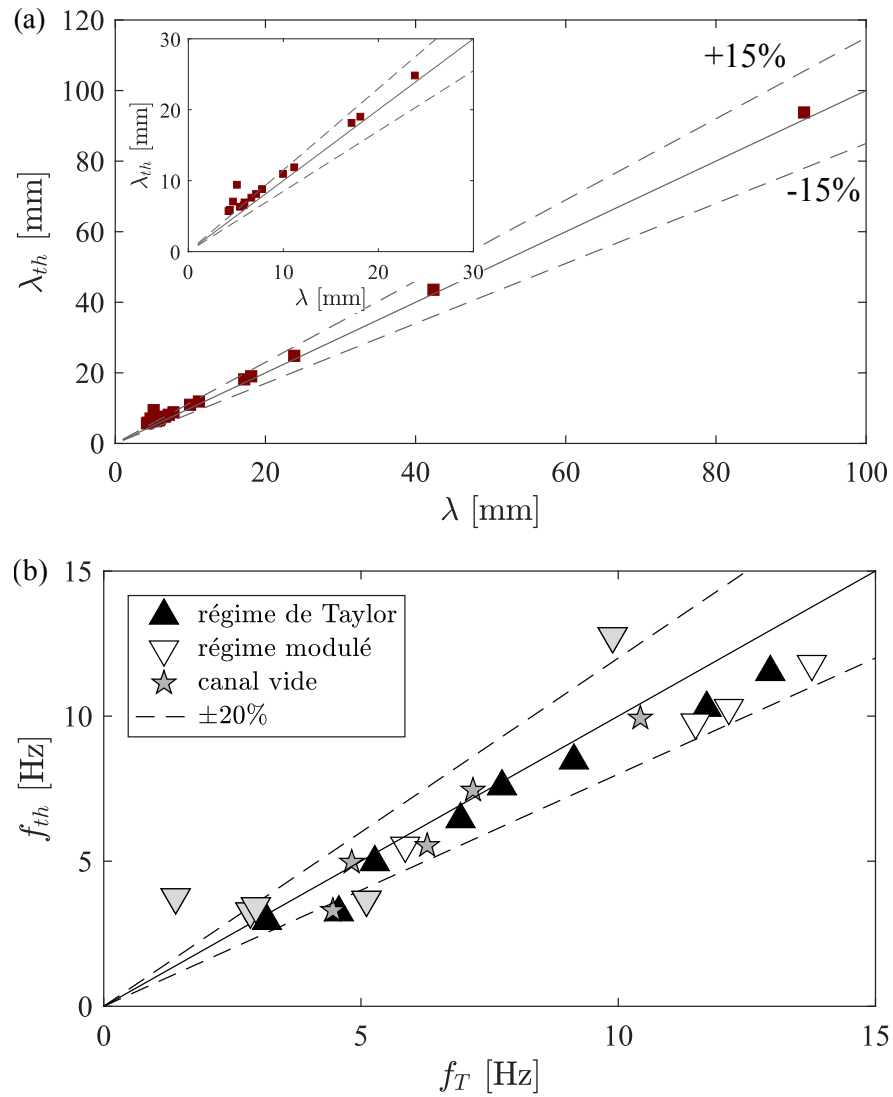 (a)
120
100
80
60
40
20
0
0
20
40
60
80
100
λ_th [mm]
λ [mm]
+15%
-15%
30
20
10
0
0
10
20
30
λ_th [mm]
λ [mm]
(b)
15
10
5
0
0
5
10
15
f_th [Hz]
f_T [Hz]
régime de Taylor
régime modulé
canal vide
±20%